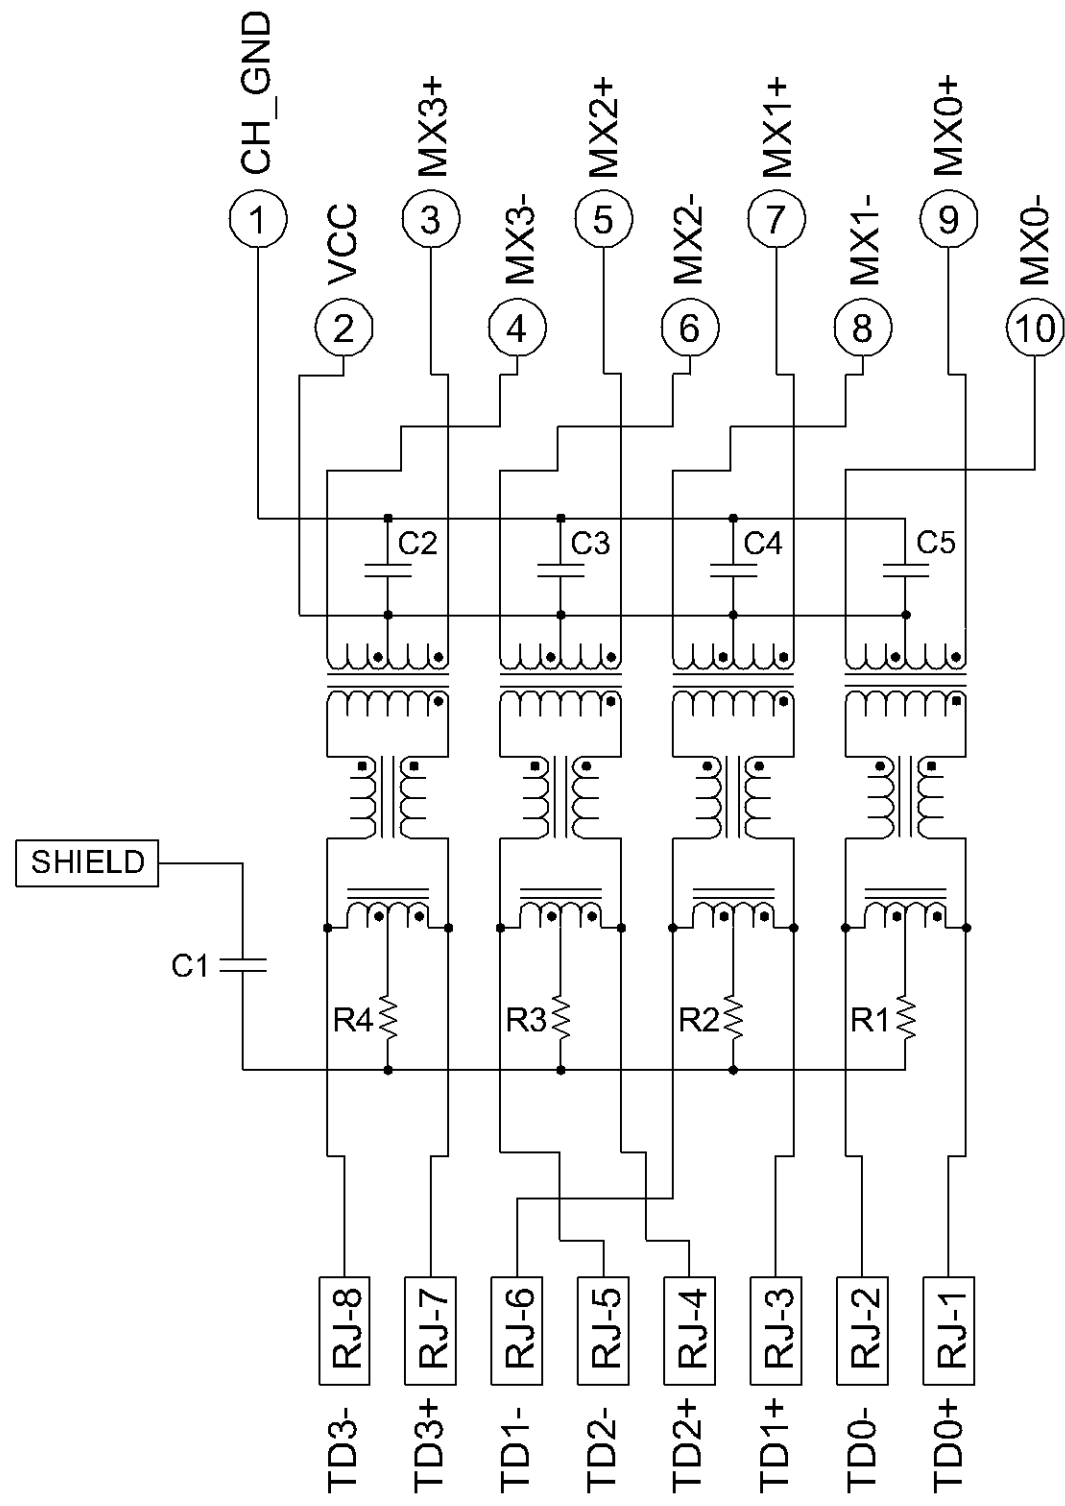 CH_GND
MX3+
MX2+
MX1+
MX0+
1
3
5
7
9
VCC
MX3-
MX2-
MX1-
MX0-
2
4
6
8
10
C2
C3
C4
C5
SHIELD
C1
R4
R3
R2
R1
RJ-8
RJ-7
RJ-6
RJ-5
RJ-4
RJ-3
RJ-2
RJ-1
TD3-
TD3+
TD1-
TD2-
TD2+
TD1+
TD0-
TD0+